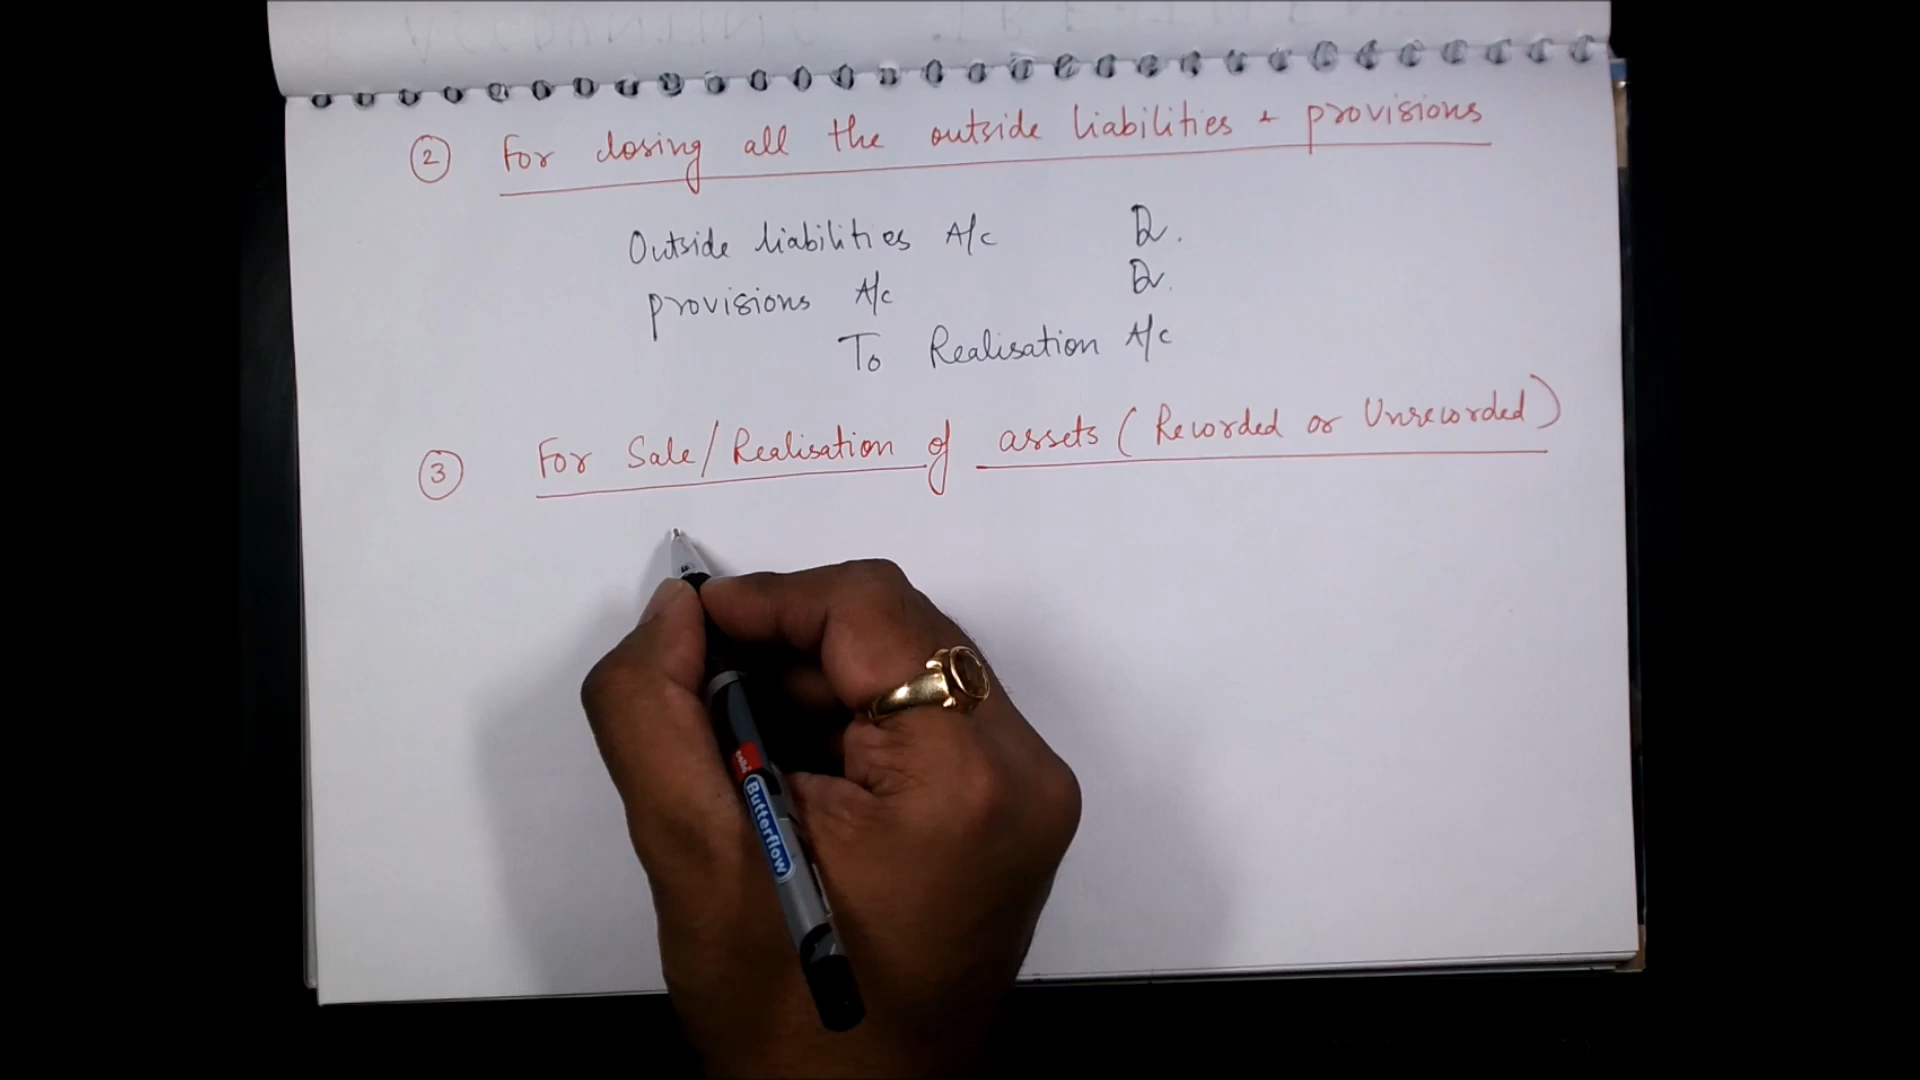 ② For closing all the outside liabilities + provisions
Outside liabilities A/c Dr.
provisions A/c Dr.
To Realisation A/c
③ For Sale/Realisation of assets (Recorded or Unrecorded)
cello
Butterflow